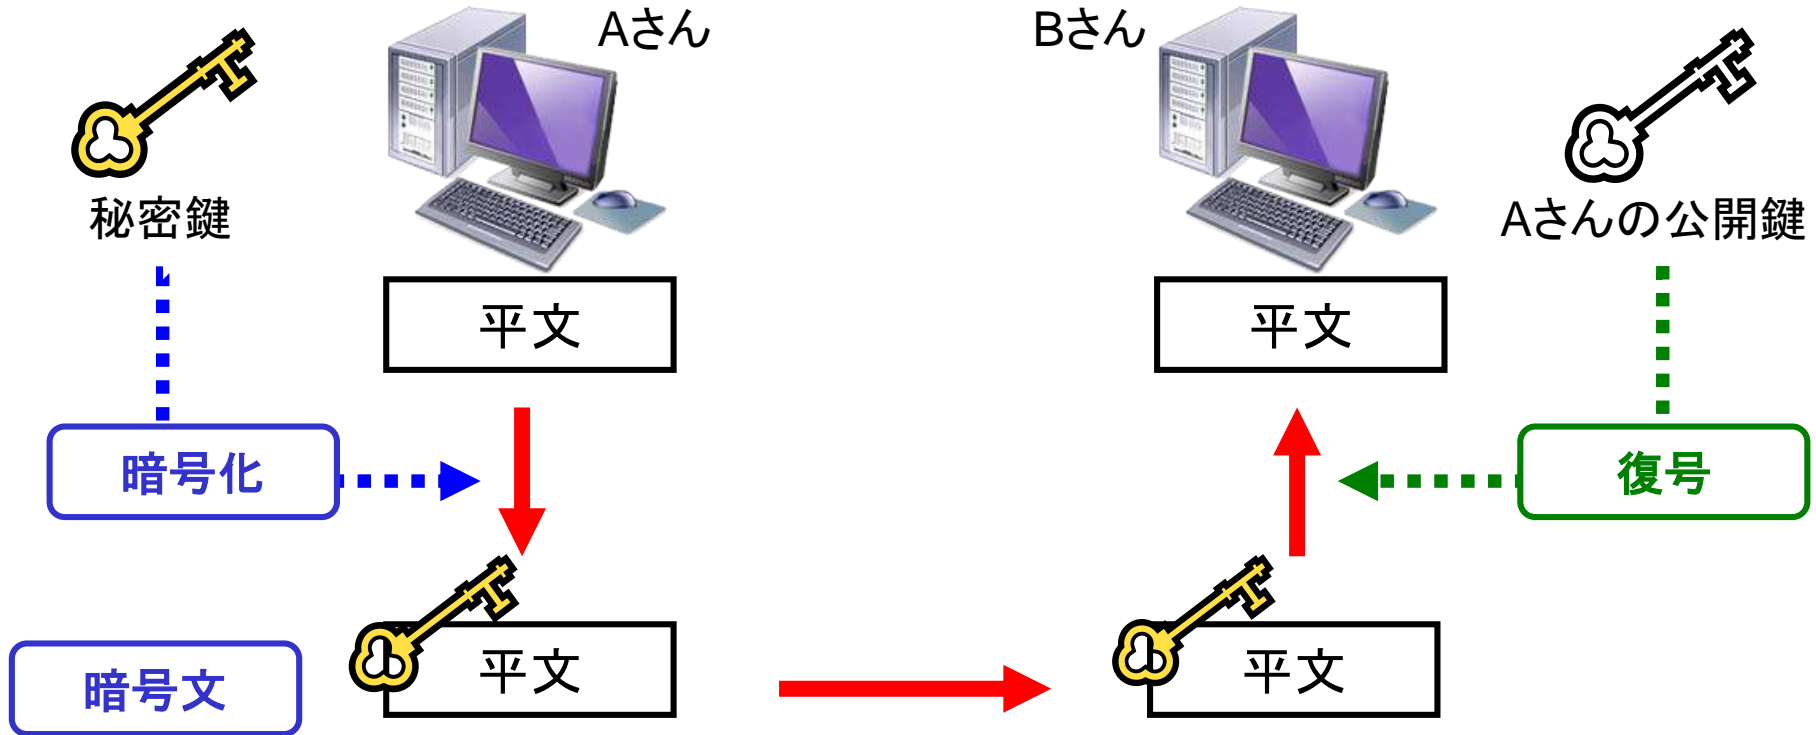 Aさん
Bさん
秘密鍵
Aさんの公開鍵
平文
平文
暗号化
復号
暗号文
平文
平文